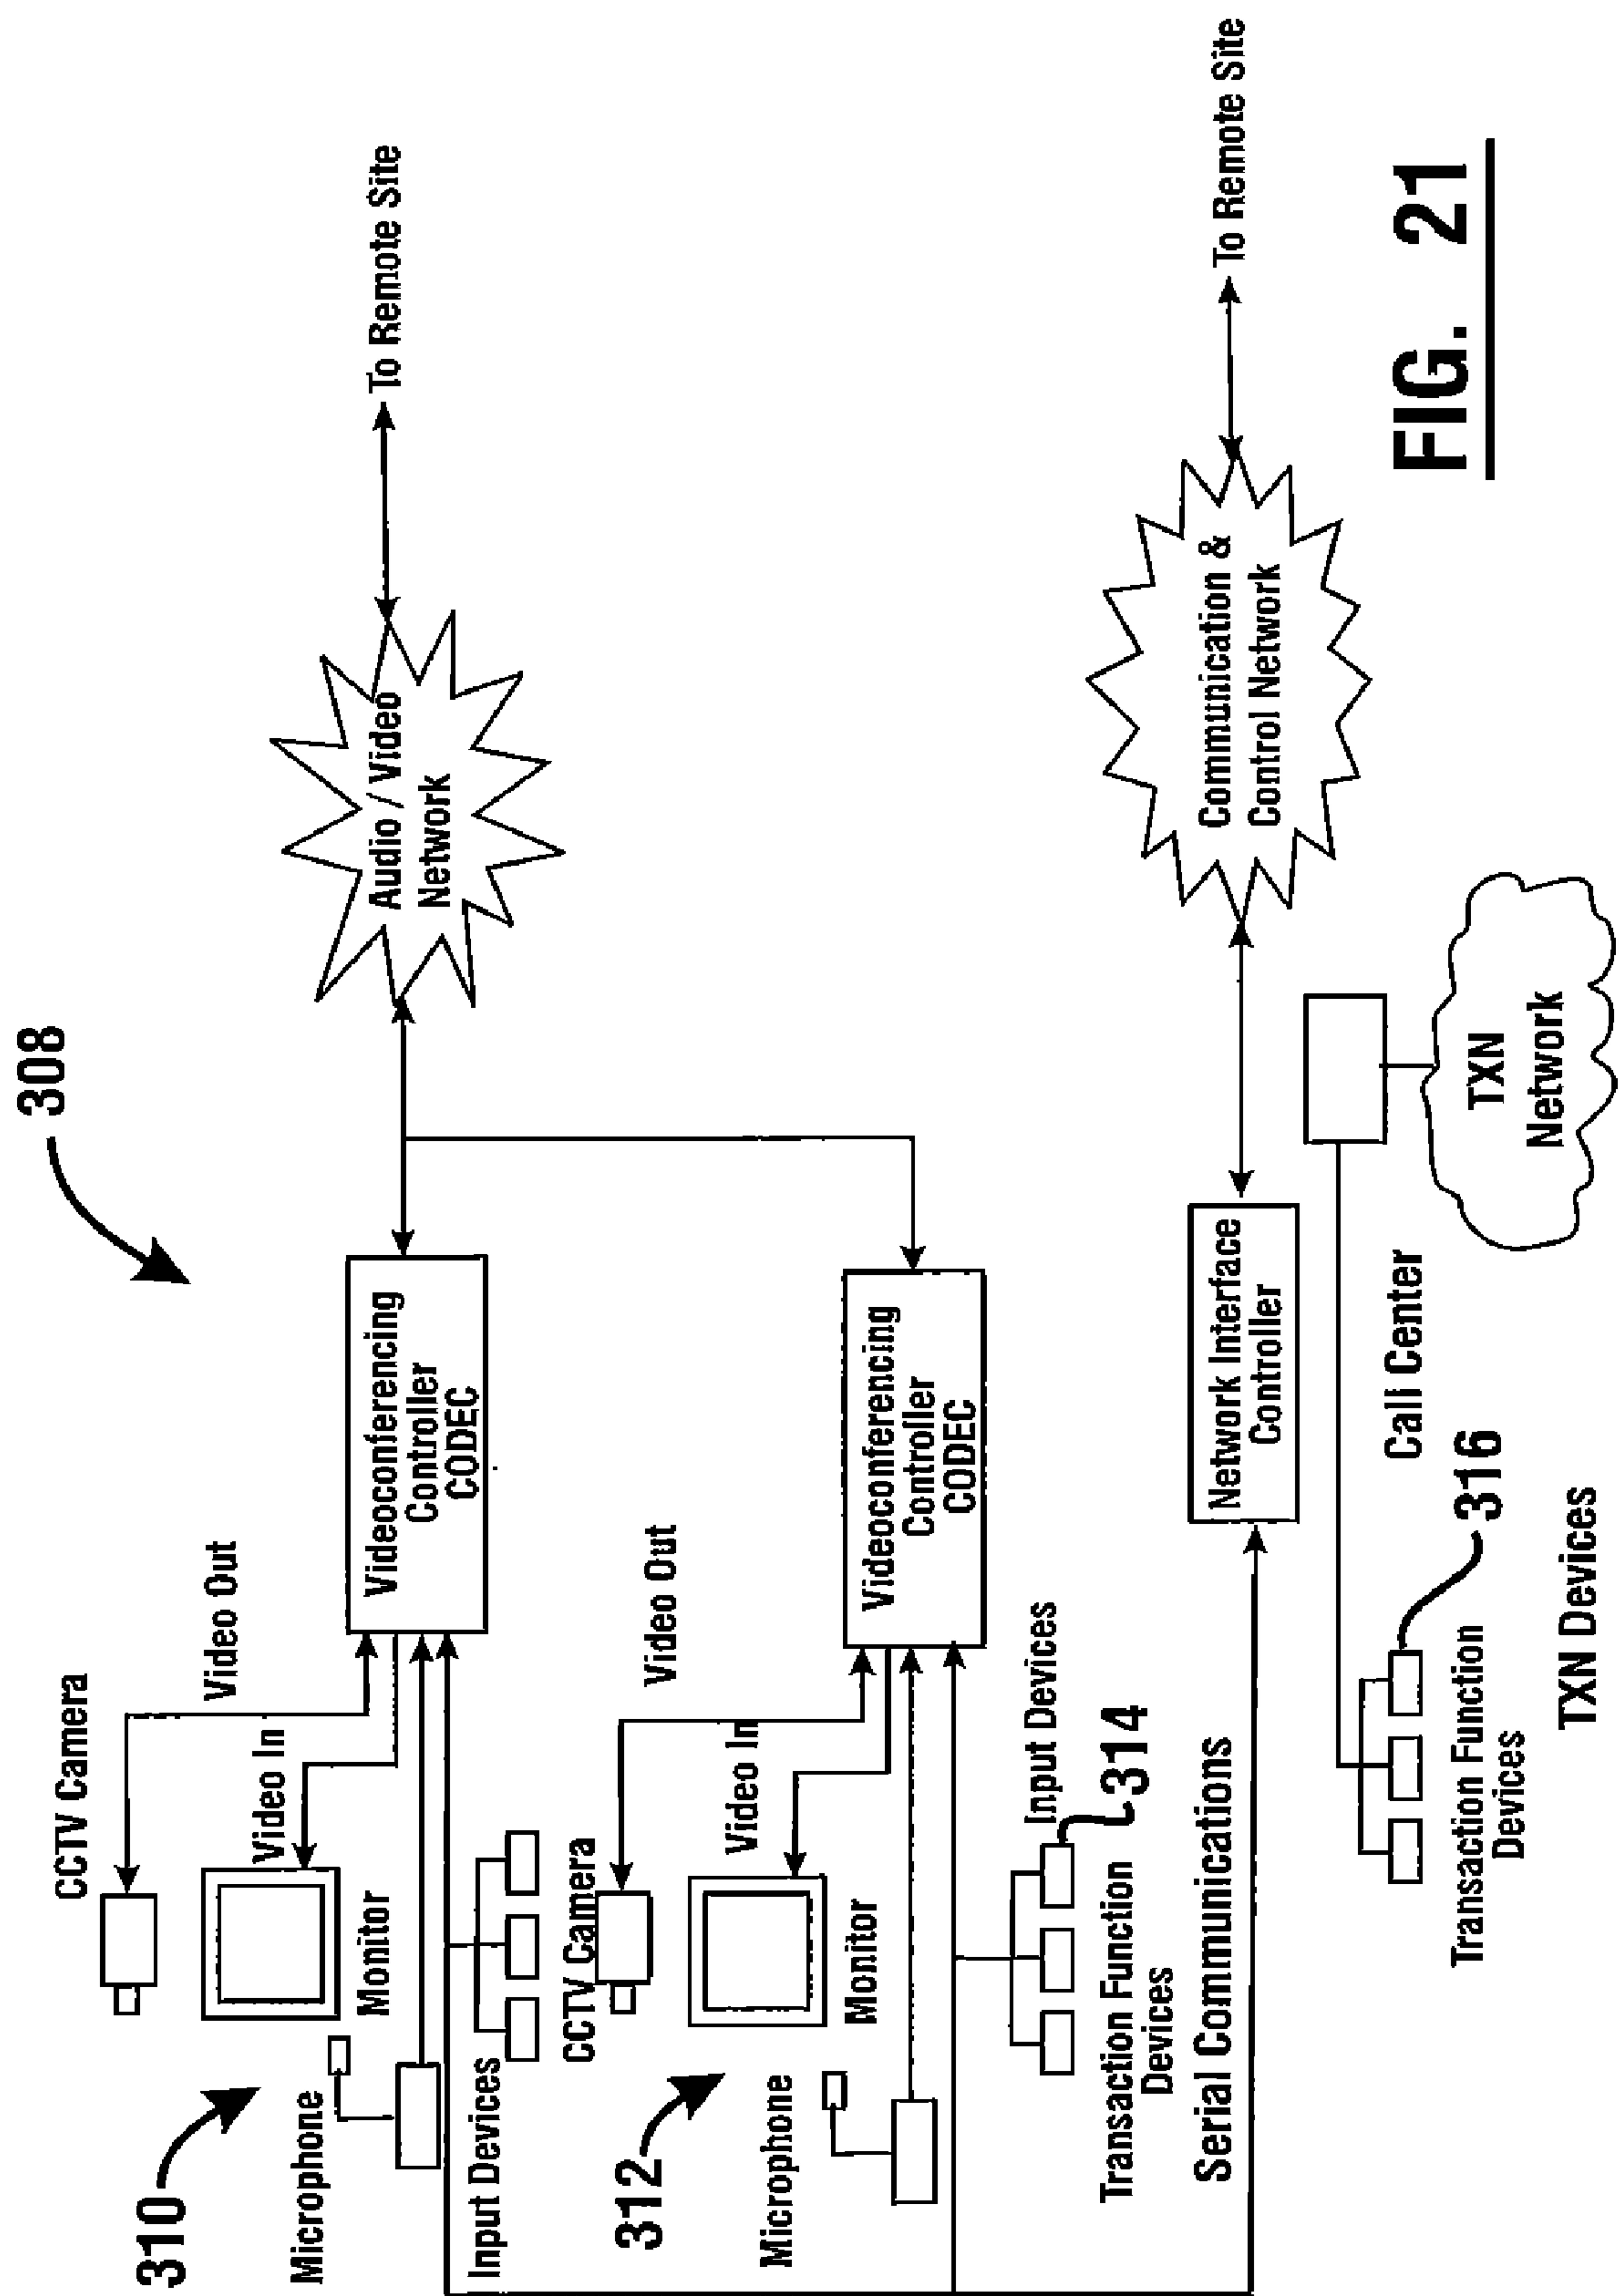 308
CCTV Camera
Video Out
Video In
310
Monitor
Microphone
Input Devices
Videoconferencing
Controller
CODEC
Audio / Video
Network
To Remote Site
CCTV Camera
Video Out
Video In
312
Monitor
Microphone
Videoconferencing
Controller
CODEC
Input Devices
314
Transaction Function
Devices
Serial Communications
Network Interface
Controller
Communication &
Control Network
To Remote Site
Call Center
316
Transaction Function
Devices
TXN Devices
TXN
Network
FIG. 21